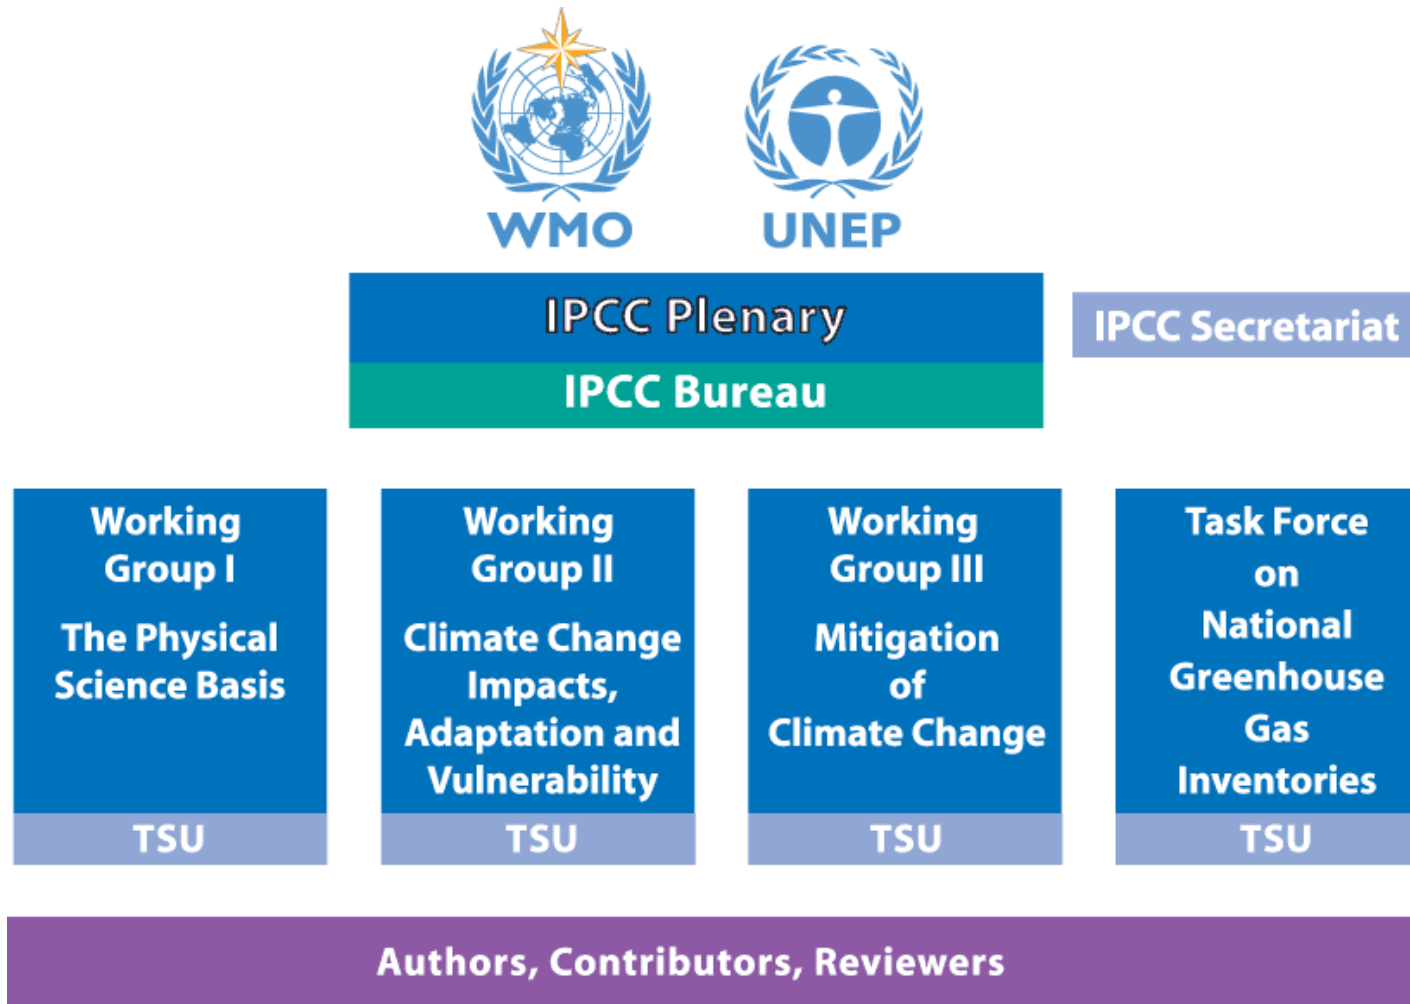 WMO
UNEP
IPCC Plenary
IPCC Secretariat
IPCC Bureau
Working
Group I
The Physical
Science Basis
TSU
Working
Group II
Climate Change
Impacts,
Adaptation and
Vulnerability
TSU
Working
Group III
Mitigation
of
Climate Change
TSU
Task Force
on
National
Greenhouse
Gas
Inventories
TSU
Authors, Contributors, Reviewers